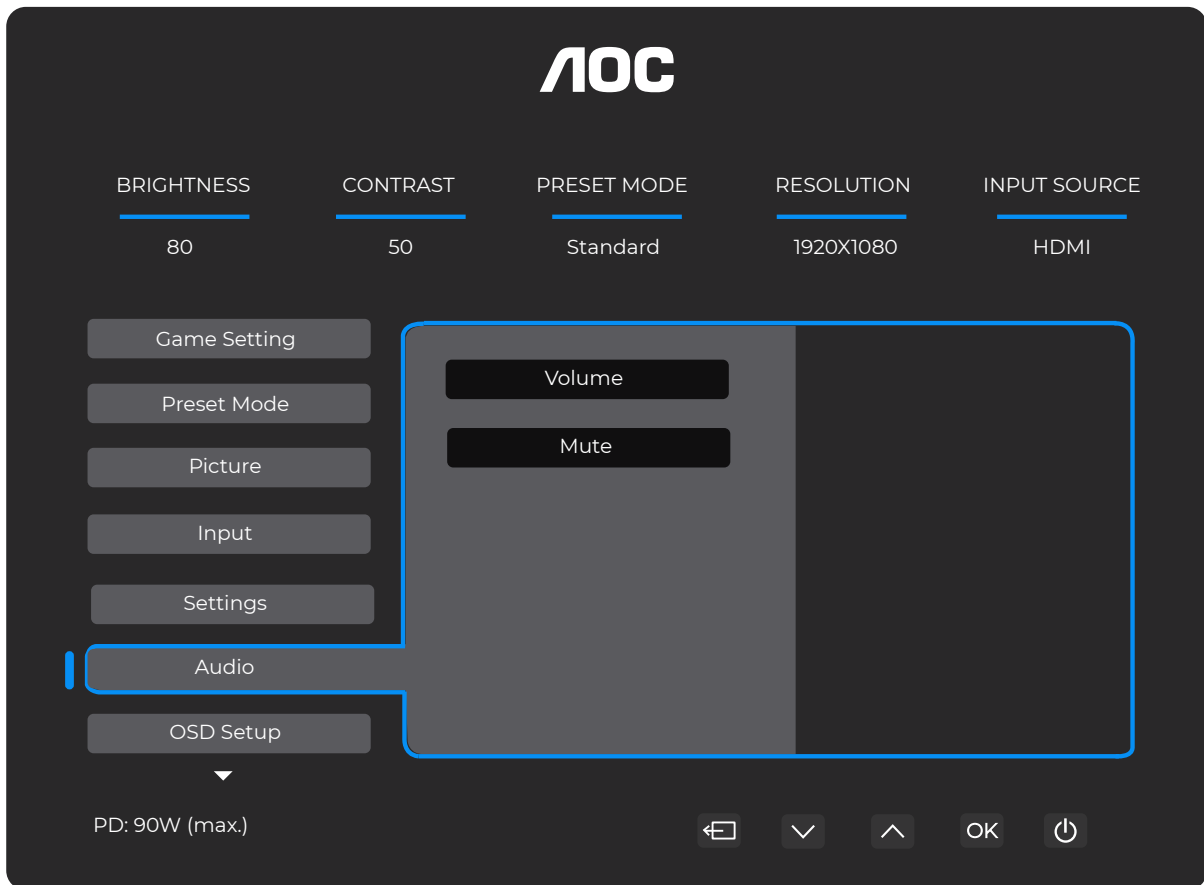 AOC
BRIGHTNESS CONTRAST PRESET MODE RESOLUTION INPUT SOURCE
80 50 Standard 1920X1080 HDMI
Game Setting
Volume
Preset Mode
Mute
Picture
Input
Settings
Audio
OSD Setup
PD: 90W (max.)
OK